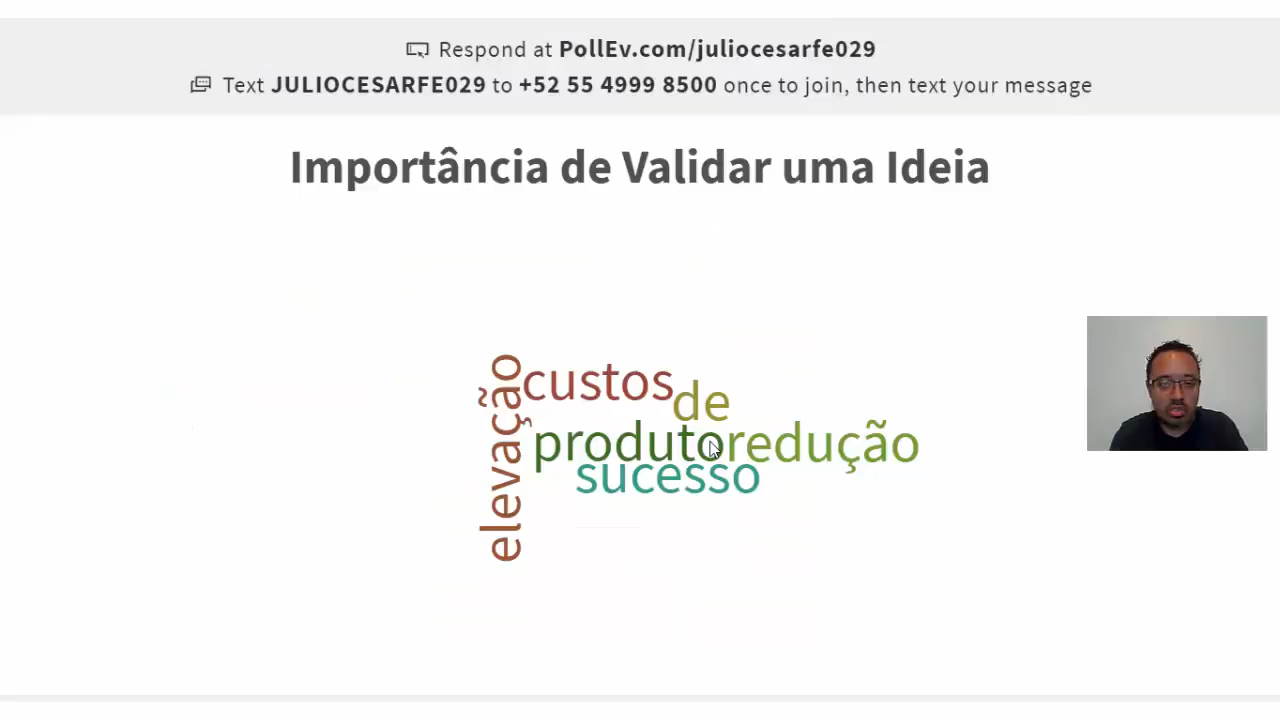 Respond at PollEv.com/juliocesarfe029
Text JULIOCESARFE029 to +52 55 4999 8500 once to join, then text your message
Importância de Validar uma Ideia
elevação
custos
de
produto
redução
sucesso